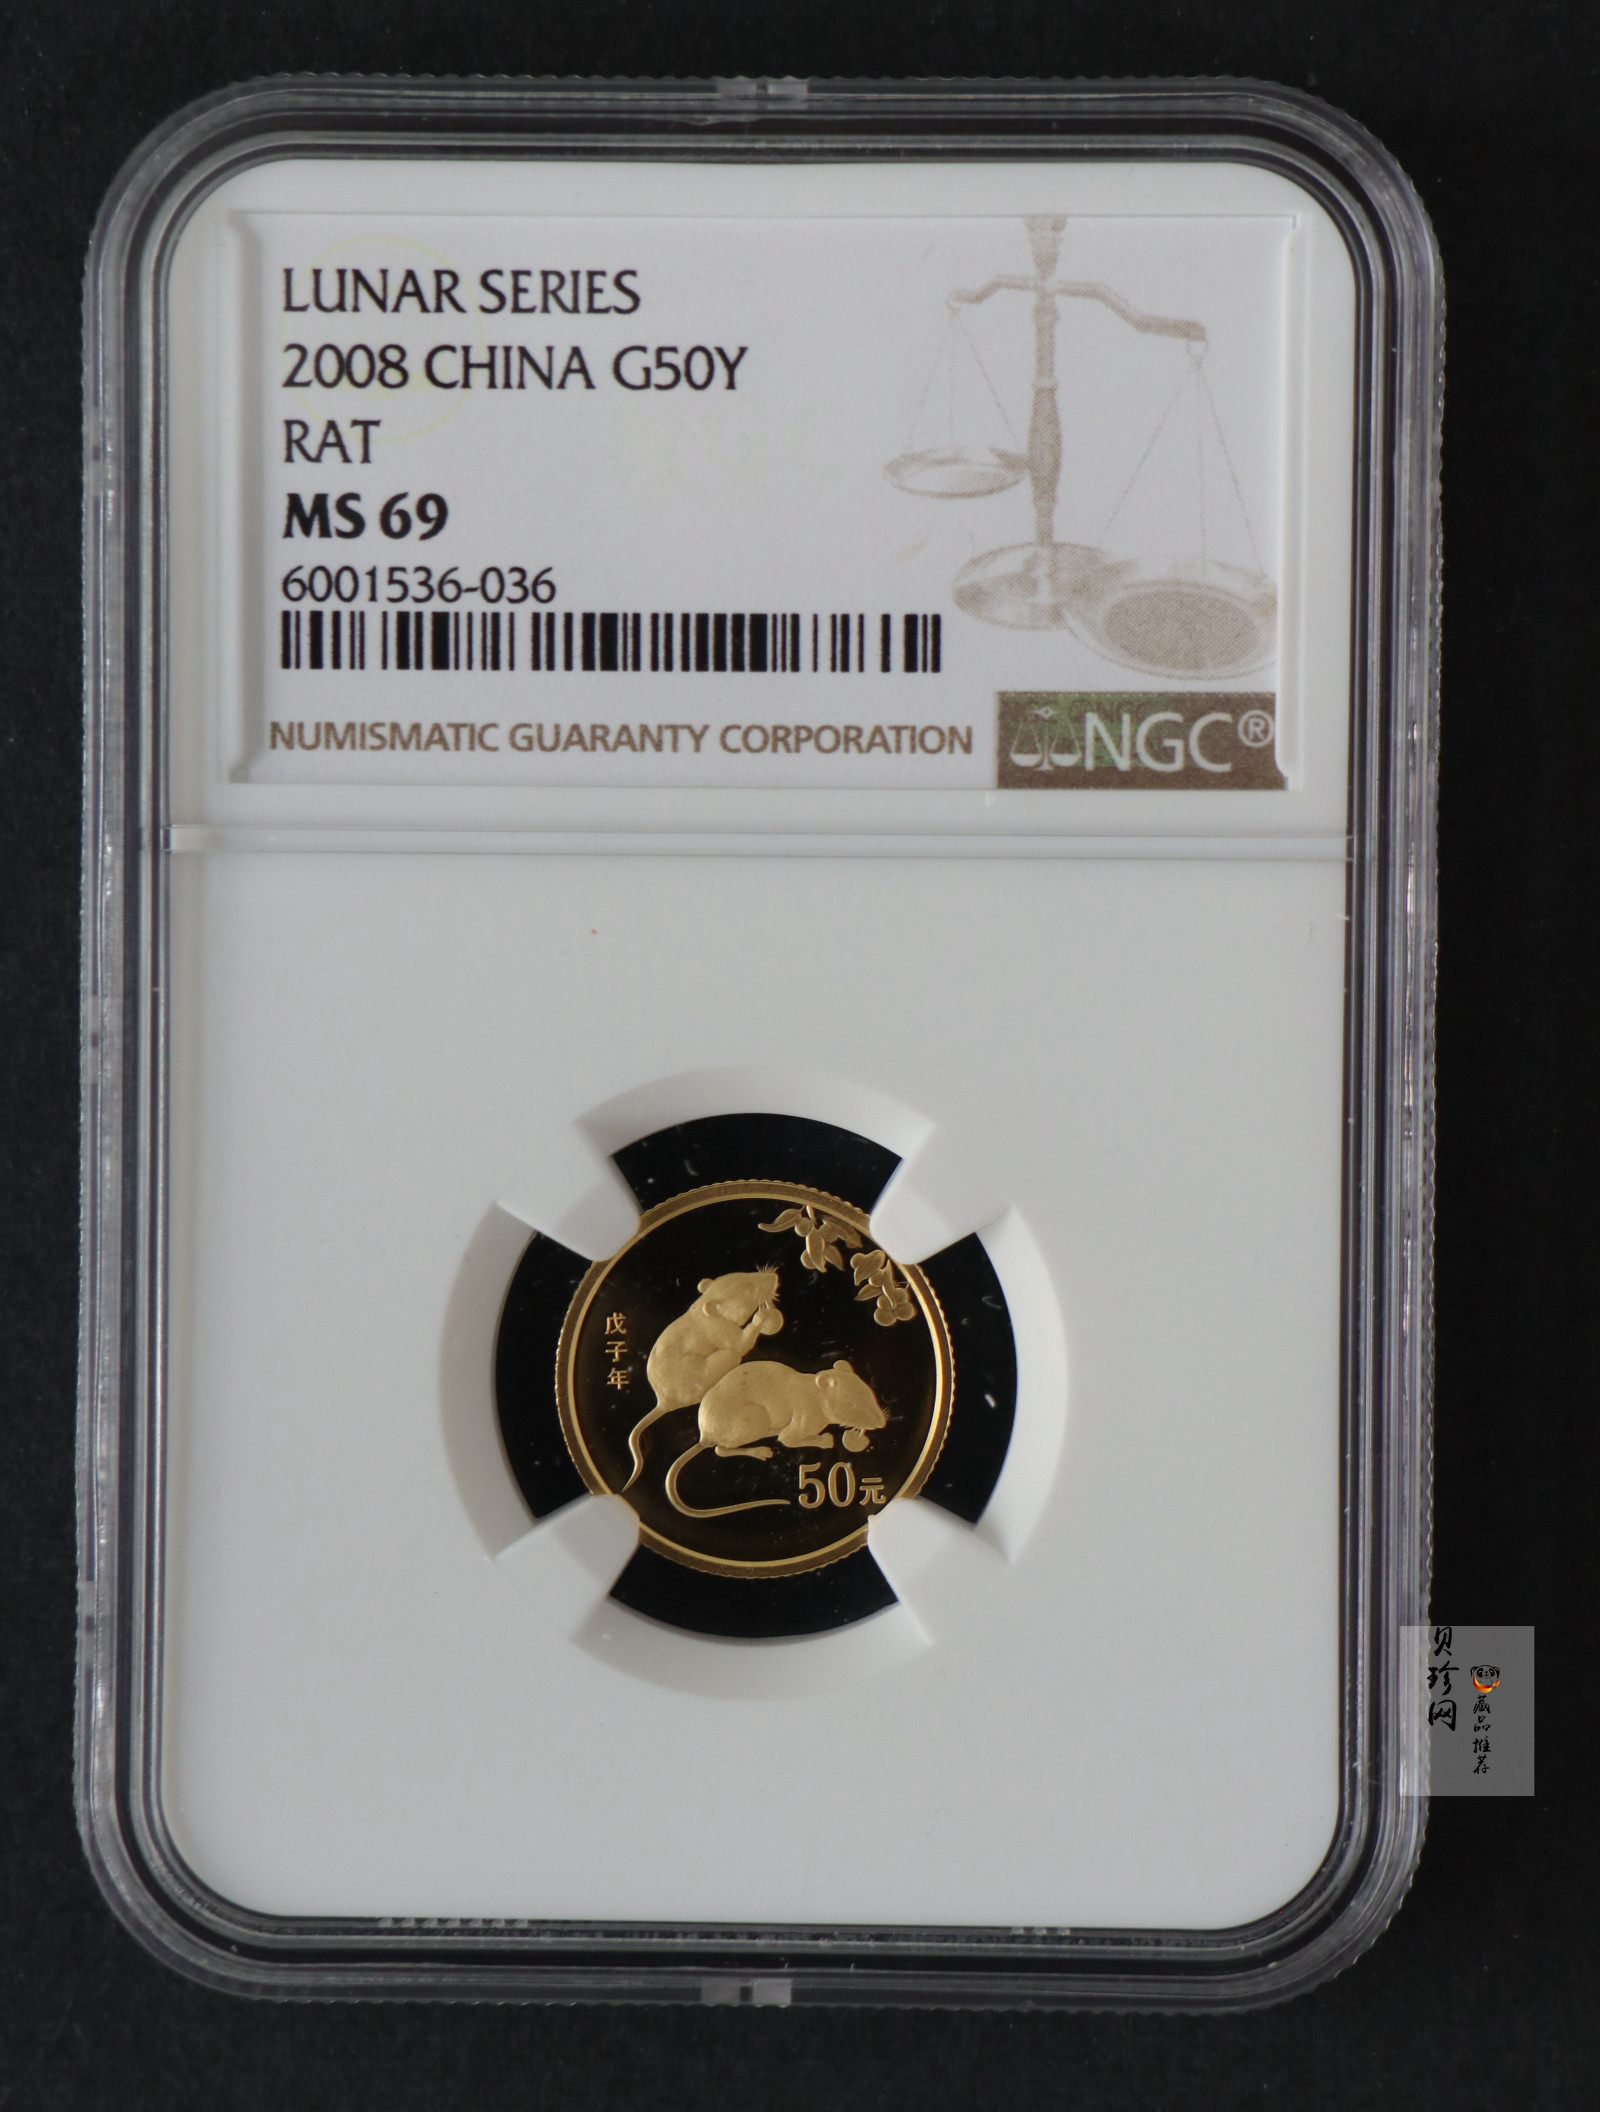 LUNAR SERIES
2008 CHINA G50Y
RAT
MS 69
6001536-036
NUMISMATIC GUARANTY CORPORATION
NGC®
戊子年
50元
贝珍网
藏品推荐